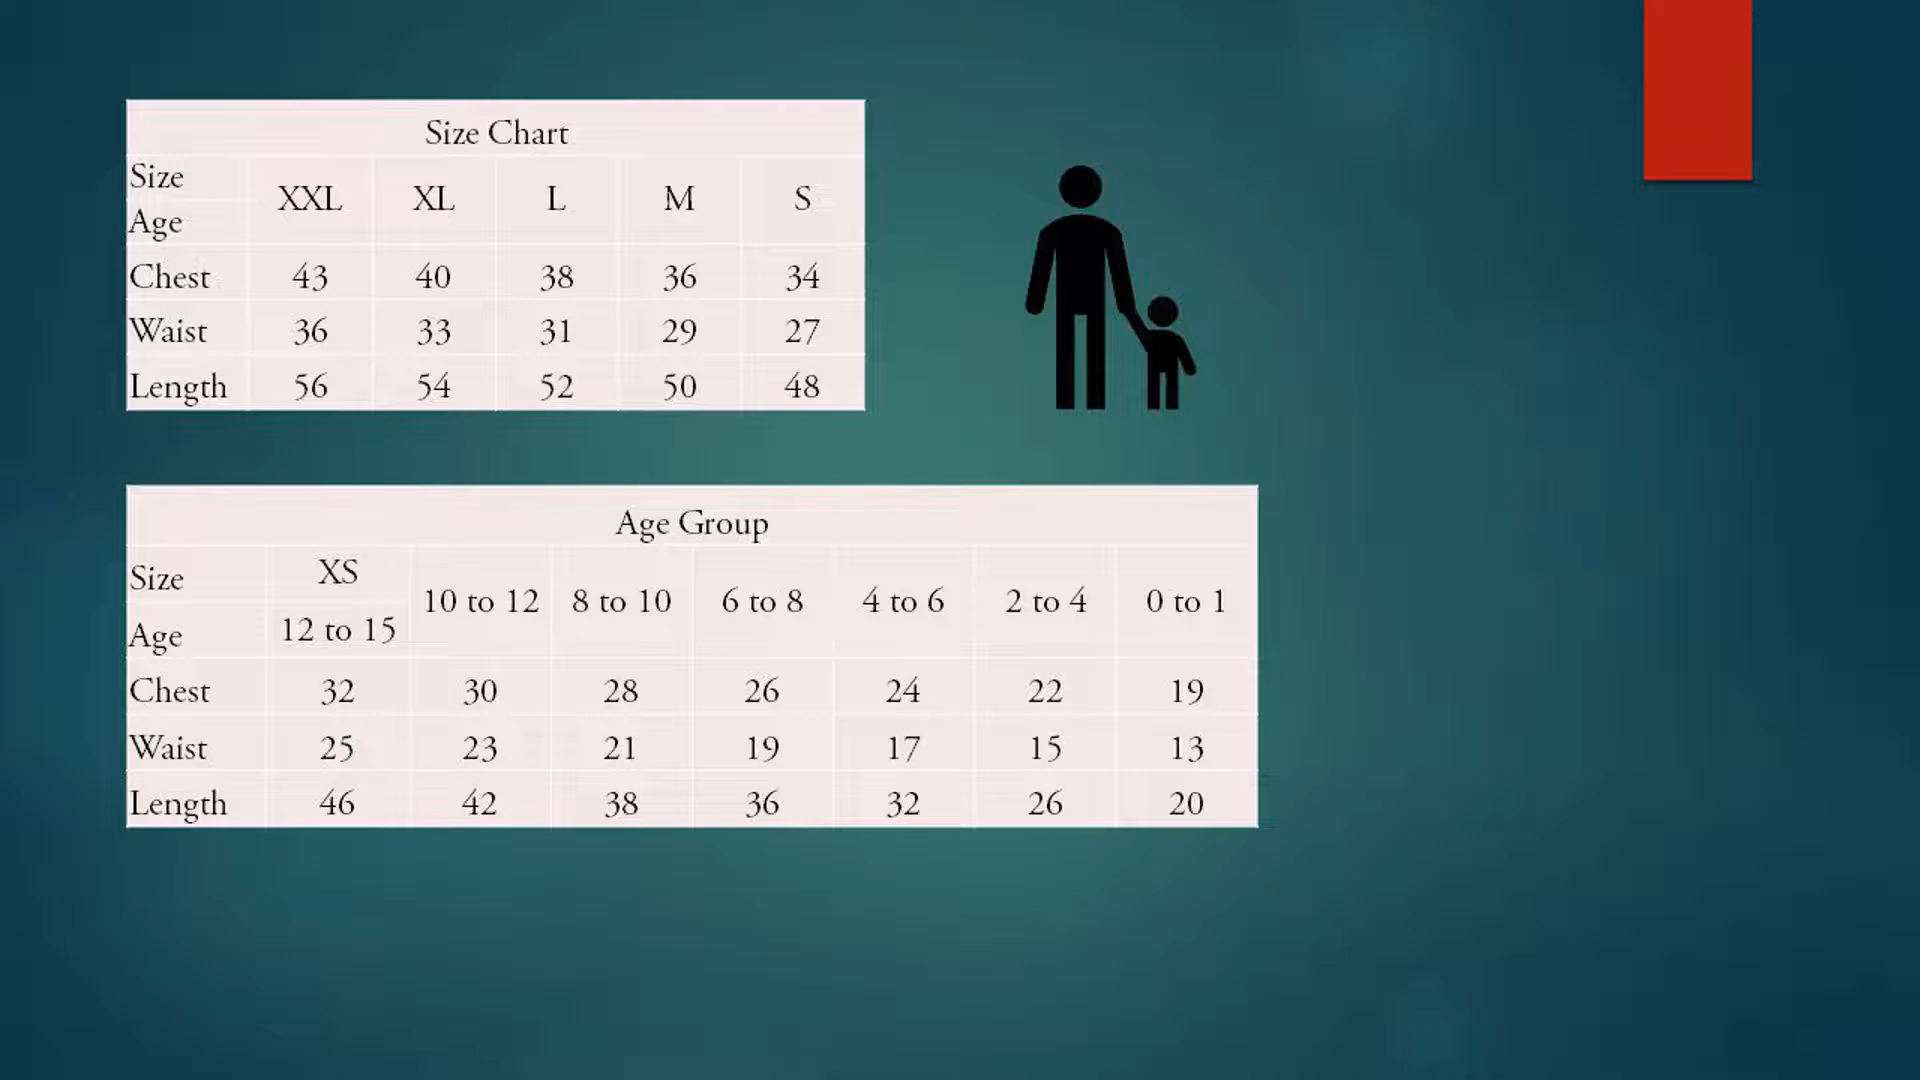 Size Chart
Size
Age
XXL XL L M S
Chest 43 40 38 36 34
Waist 36 33 31 29 27
Length 56 54 52 50 48
Age Group
Size XS
Age 12 to 15 10 to 12 8 to 10 6 to 8 4 to 6 2 to 4 0 to 1
Chest 32 30 28 26 24 22 19
Waist 25 23 21 19 17 15 13
Length 46 42 38 36 32 26 20